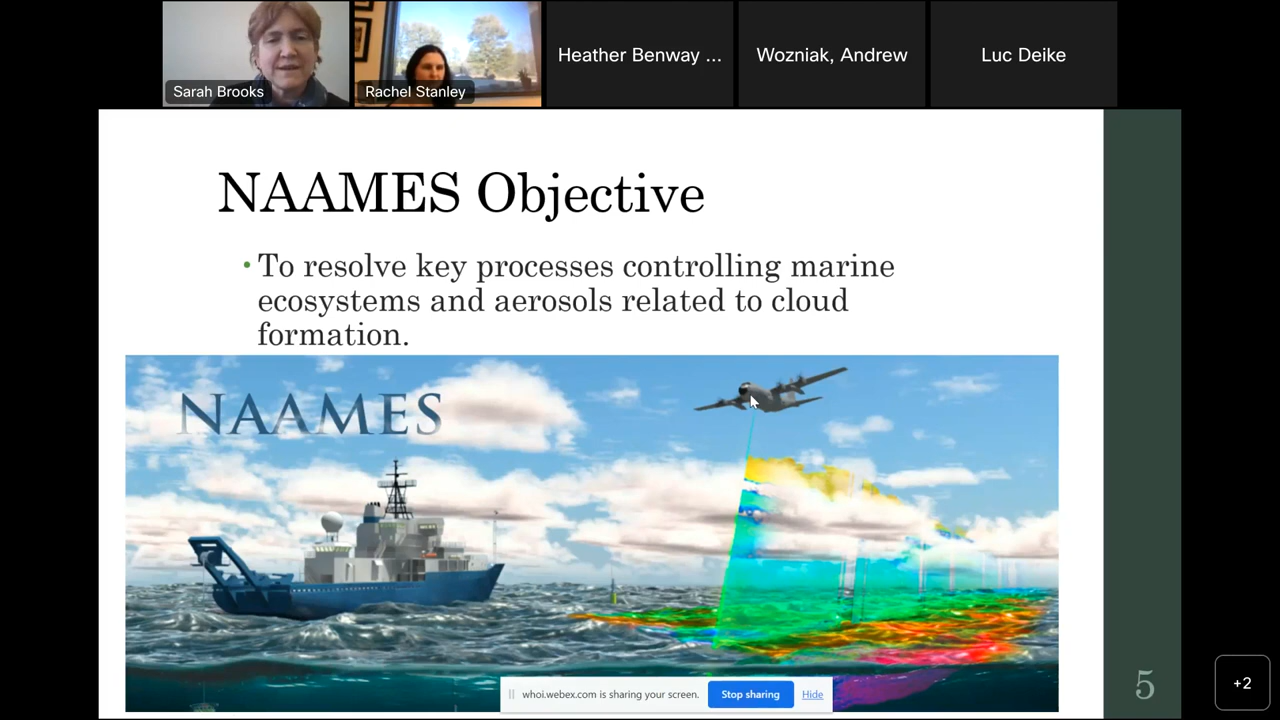 Sarah Brooks
Rachel Stanley
Heather Benway ...
Wozniak, Andrew
Luc Deike
NAAMES Objective
• To resolve key processes controlling marine
ecosystems and aerosols related to cloud
formation.
NAAMES
whoi.webex.com is sharing your screen.
Stop sharing
Hide
5
+2